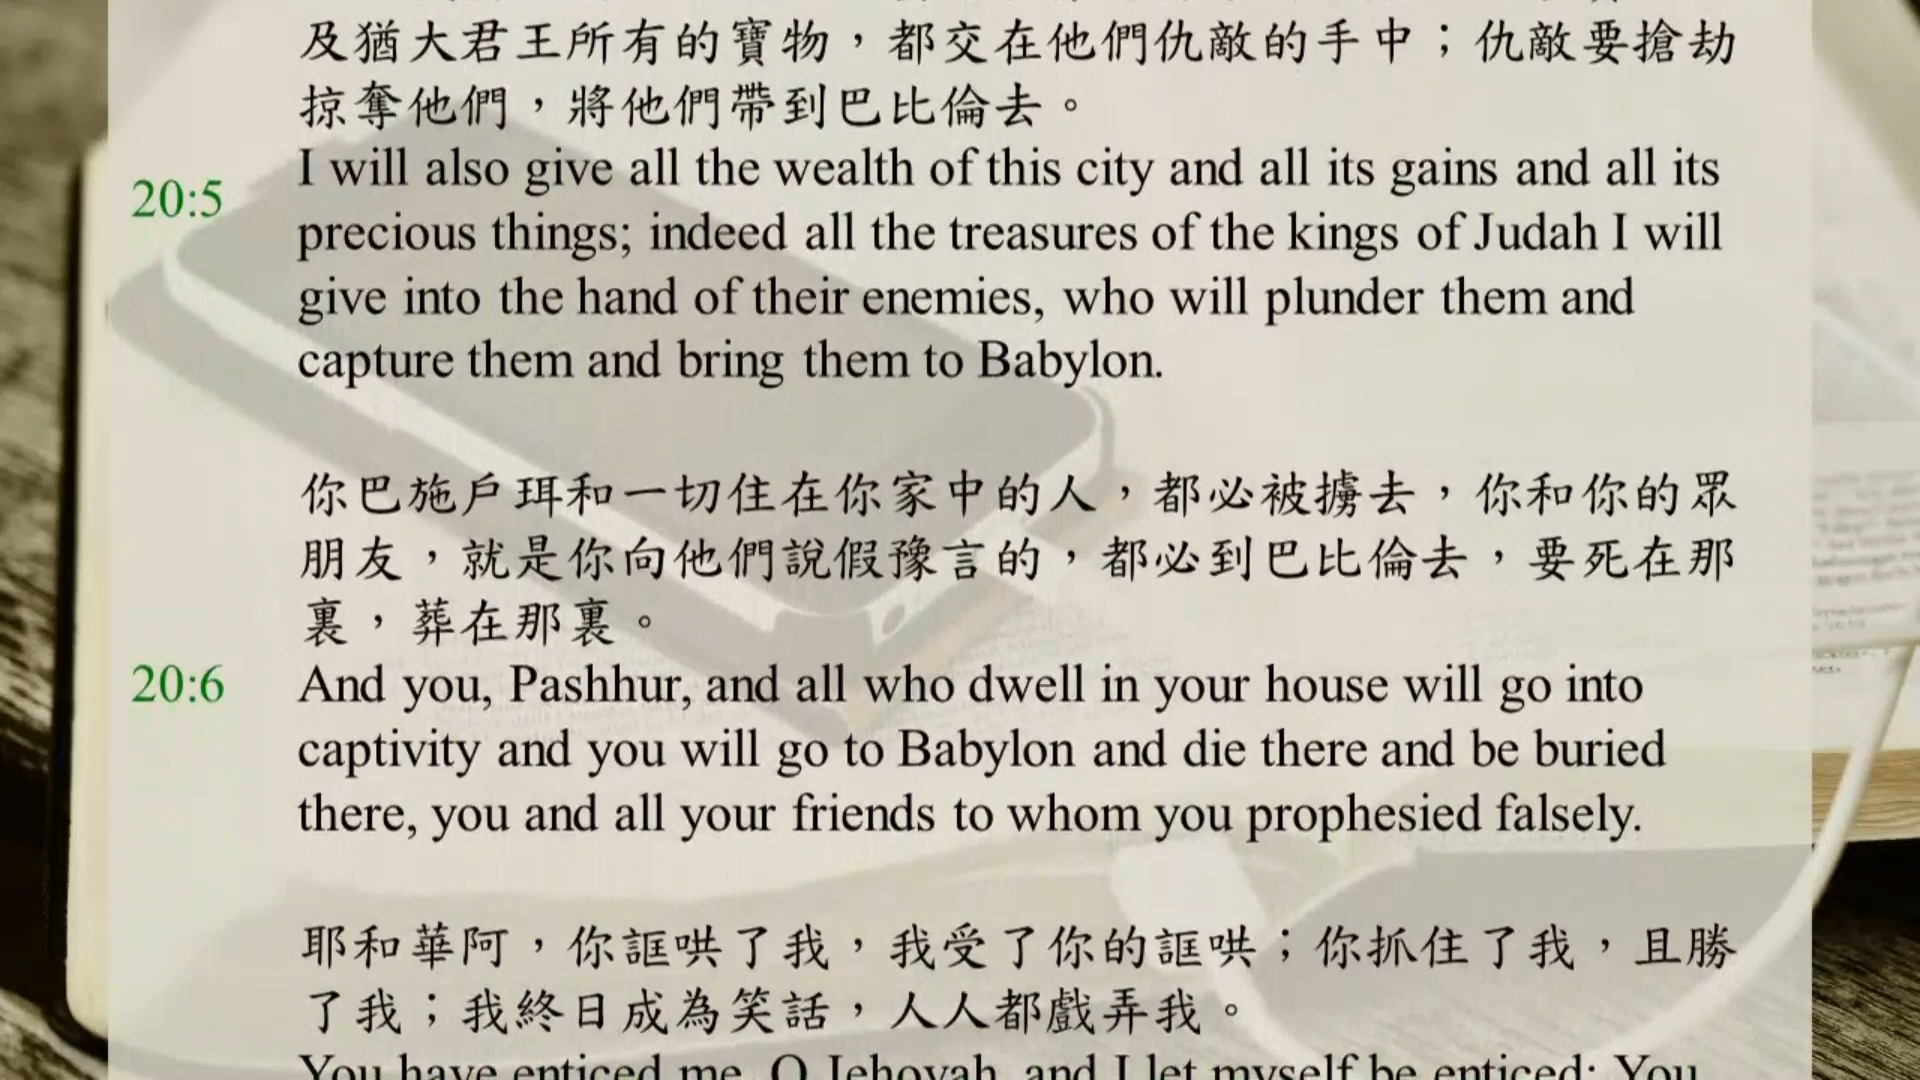 及猶大君王所有的寶物，都交在他們仇敵的手中；仇敵要搶劫
掠奪他們，將他們帶到巴比倫去。
20:5 I will also give all the wealth of this city and all its gains and all its
precious things; indeed all the treasures of the kings of Judah I will
give into the hand of their enemies, who will plunder them and
capture them and bring them to Babylon.
你巴施戶珥和一切住在你家中的人，都必被擄去，你和你的眾
朋友，就是你向他們說假豫言的，都必到巴比倫去，要死在那
裏，葬在那裏。
20:6 And you, Pashhur, and all who dwell in your house will go into
captivity and you will go to Babylon and die there and be buried
there, you and all your friends to whom you prophesied falsely.
耶和華阿，你誆哄了我，我受了你的誆哄；你抓住了我，且勝
了我；我終日成為笑話，人人都戲弄我。
You have enticed me, O Jehovah, and I let myself be enticed; You